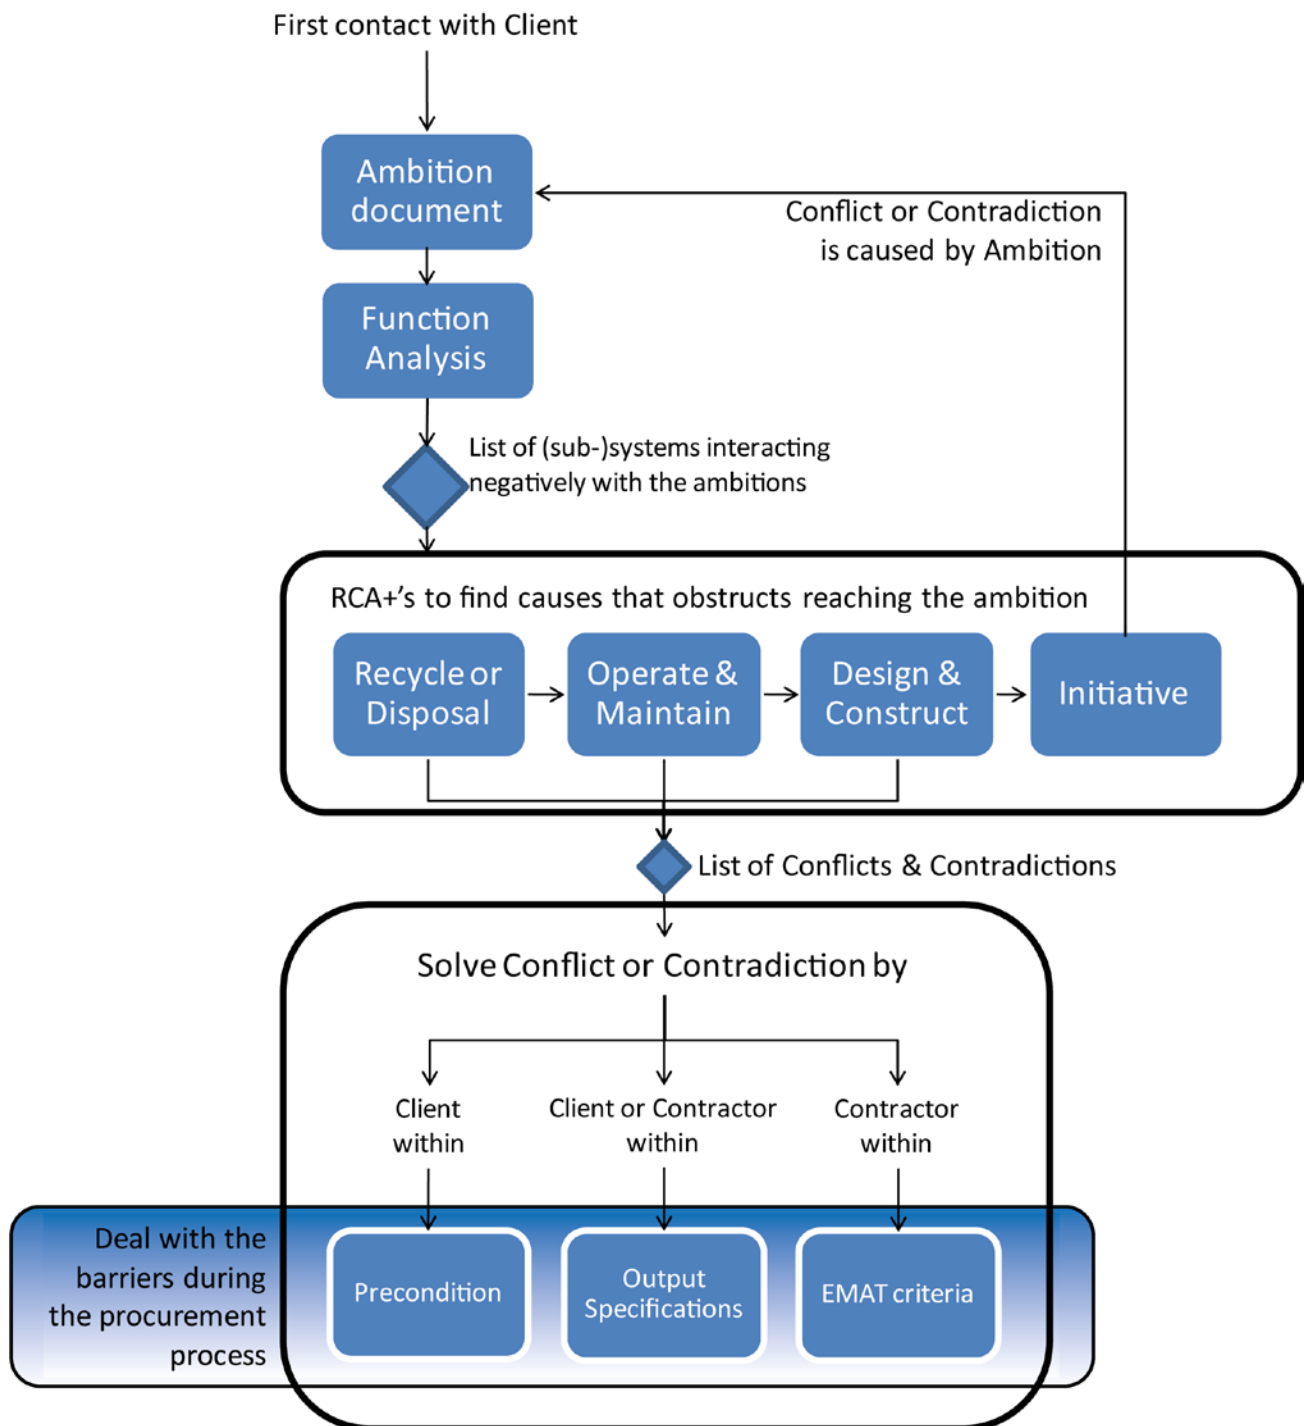 First contact with Client
Ambition
document
Conflict or Contradiction
is caused by Ambition
Function
Analysis
List of (sub-)systems interacting
negatively with the ambitions
RCA+'s to find causes that obstructs reaching the ambition
Recycle or
Disposal
Operate &
Maintain
Design &
Construct
Initiative
List of Conflicts & Contradictions
Solve Conflict or Contradiction by
Client
within
Client or Contractor
within
Contractor
within
Deal with the
barriers during
the procurement
process
Precondition
Output
Specifications
EMAT criteria